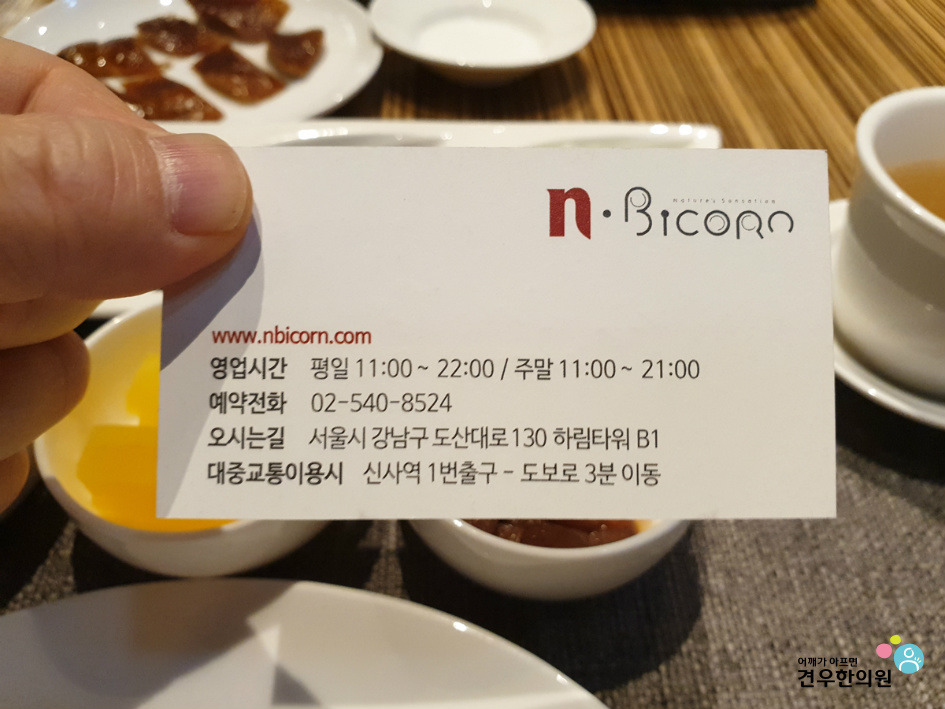 n·Bicorn
www.nbicorn.com
영업시간 평일 11:00 ~ 22:00 / 주말 11:00 ~ 21:00
예약전화 02-540-8524
오시는길 서울시 강남구 도산대로 130 하림타워 B1
대중교통이용시 신사역 1번출구 - 도보로 3분 이동
어깨가 아프면
견우한의원